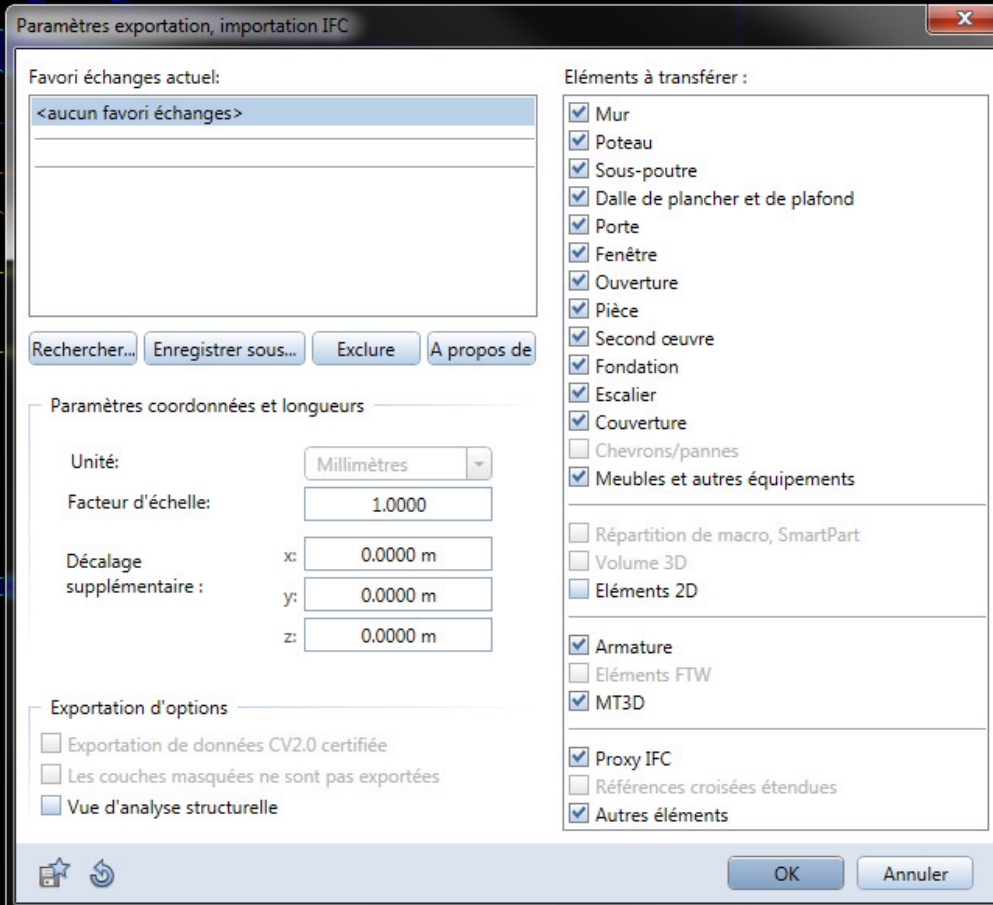 Paramètres exportation, importation IFC
Favori échanges actuel:
<aucun favori échanges>
Rechercher... Enregistrer sous... Exclure A propos de
Paramètres coordonnées et longueurs
Unité: Millimètres
Facteur d'échelle: 1.0000
Décalage
supplémentaire :
x: 0.0000 m
y: 0.0000 m
z: 0.0000 m
Exportation d'options
Exportation de données CV2.0 certifiée
Les couches masquées ne sont pas exportées
Vue d'analyse structurelle
Eléments à transférer :
Mur
Poteau
Sous-poutre
Dalle de plancher et de plafond
Porte
Fenêtre
Ouverture
Pièce
Second œuvre
Fondation
Escalier
Couverture
Chevrons/pannes
Meubles et autres équipements
Répartition de macro, SmartPart
Volume 3D
Eléments 2D
Armature
Eléments FTW
MT3D
Proxy IFC
Références croisées étendues
Autres éléments
OK Annuler